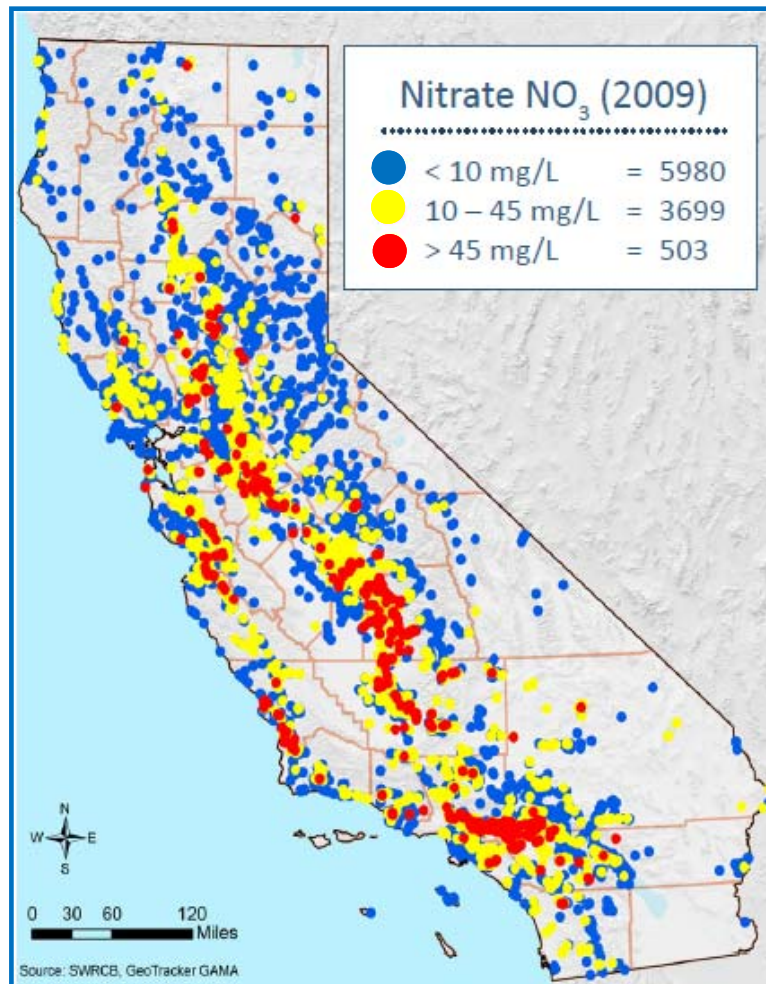 Nitrate NO₃ (2009)
< 10 mg/L = 5980
10 – 45 mg/L = 3699
> 45 mg/L = 503
N
W E
S
0 30 60 120
Miles
Source: SWRCB, GeoTracker GAMA